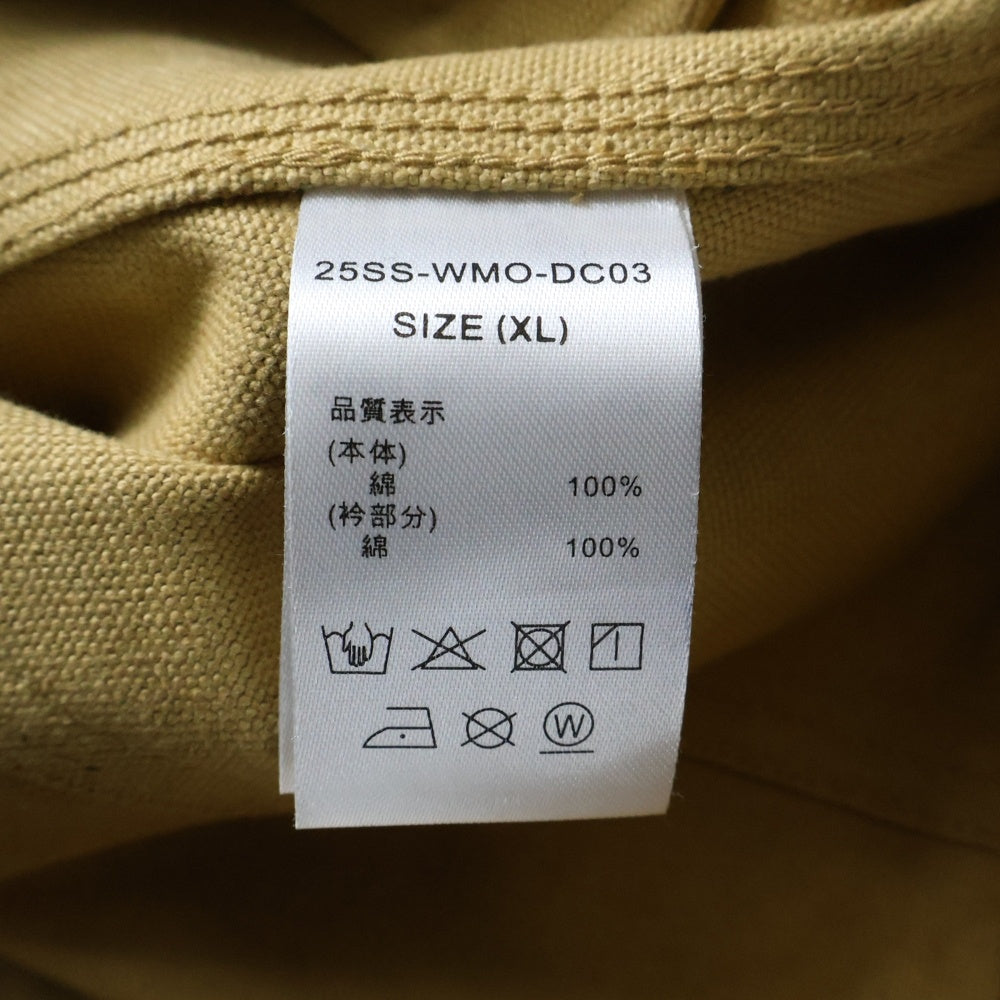 25SS-WMO-DC03
SIZE (XL)
品質表示
(本体)
綿 100%
(衿部分)
綿 100%
W